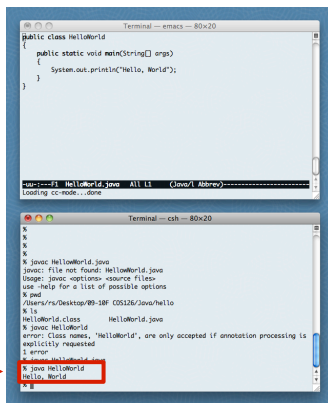 Terminal — emacs — 80×20
public class HelloWorld
{
    public static void main(String[] args)
    {
        System.out.println("Hello, World");
    }
}
-uu-:---F1  HelloWorld.java   All L1    (Java/l Abbrev)------------------------
Loading cc-mode...done
Terminal — csh — 80×20
%
%
%
% javac HellowWorld.java
javac: file not found: HellowWorld.java
Usage: javac <options> <source files>
use -help for a list of possible options
% pwd
/Users/rs/Desktop/09-10F COS126/Java/hello
% ls
HelloWorld.class        HelloWorld.java
% javac HelloWorld
error: Class names, 'HelloWorld', are only accepted if annotation processing is
explicitly requested
1 error
% javac HelloWorld.java
% java HelloWorld
Hello, World
%